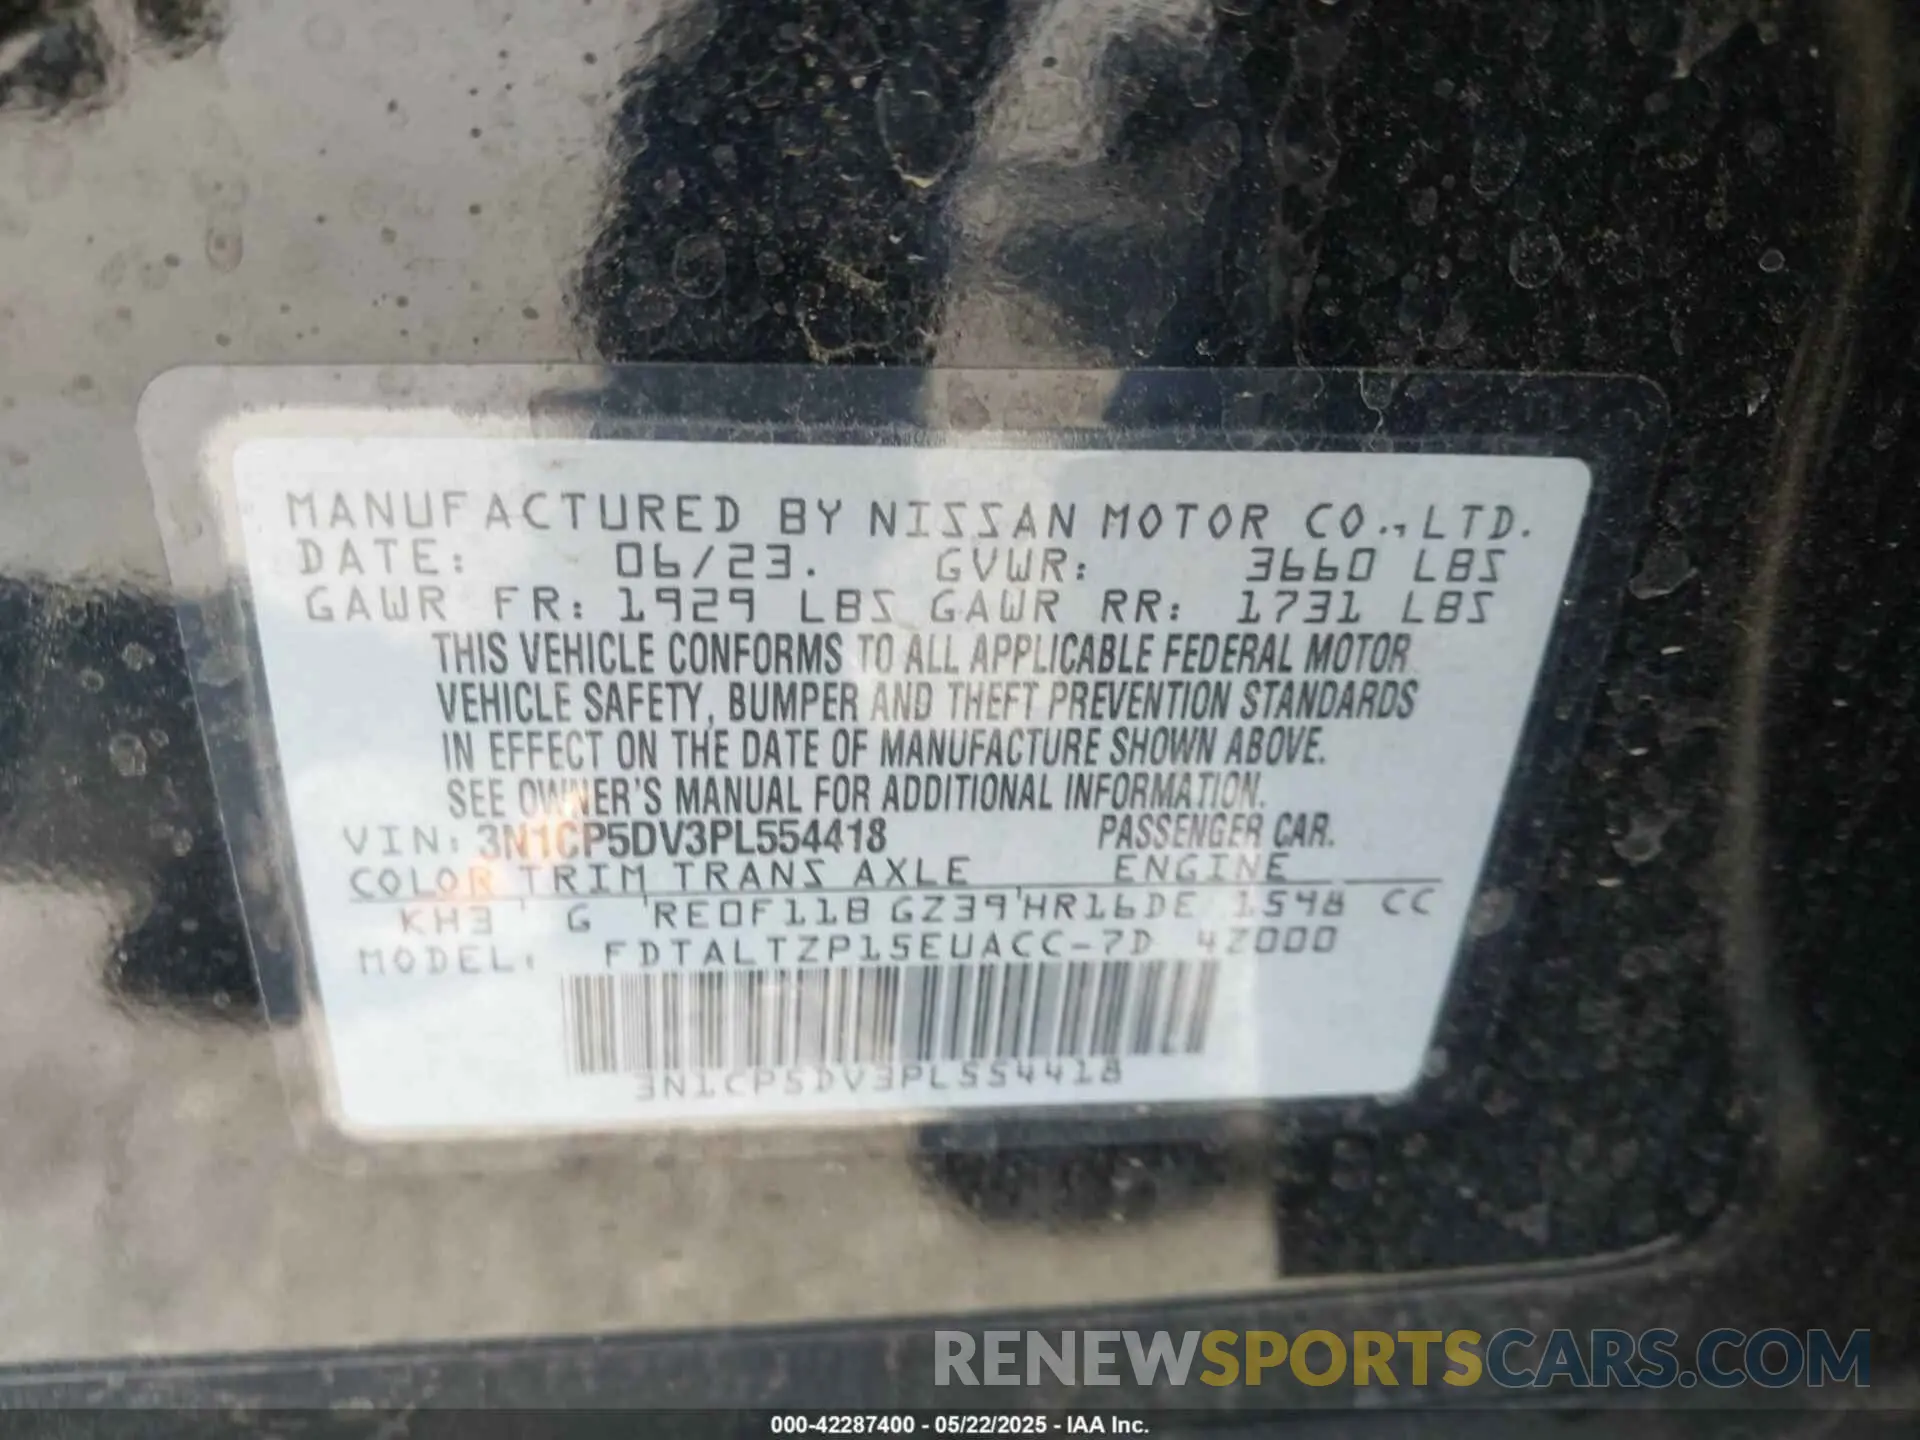 MANUFACTURED BY NISSAN MOTOR CO.,LTD.
DATE: 06/23. GVWR: 3660 LBS
GAWR FR: 1929 LBS GAWR RR: 1731 LBS
THIS VEHICLE CONFORMS TO ALL APPLICABLE FEDERAL MOTOR
VEHICLE SAFETY, BUMPER AND THEFT PREVENTION STANDARDS
IN EFFECT ON THE DATE OF MANUFACTURE SHOWN ABOVE.
SEE OWNER'S MANUAL FOR ADDITIONAL INFORMATION.
VIN: 3N1CP5DV3PL554418 PASSENGER CAR.
COLOR TRIM TRANS AXLE ENGINE
KH3 G RE0F11B GZ39 HR16DE 1598 CC
MODEL: FDTALTZP15EUACC-7D 4Z000
3N1CP5DV3PL554418
RENEWSPORTSCARS.COM
000-42287400 - 05/22/2025 - IAA Inc.